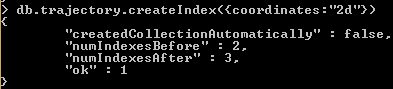 > db.trajectory.createIndex({coordinates:"2d"})
{
        "createdCollectionAutomatically" : false,
        "numIndexesBefore" : 2,
        "numIndexesAfter" : 3,
        "ok" : 1
}